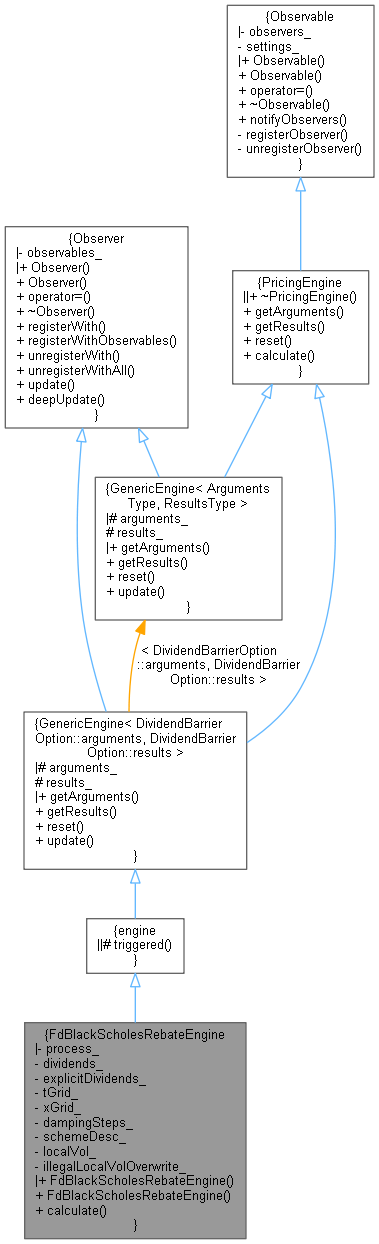 {Observable
|- observers_
- settings_
|+ Observable()
+ Observable()
+ operator=()
+ ~Observable()
+ notifyObservers()
- registerObserver()
- unregisterObserver()
}
{Observer
|- observables_
|+ Observer()
+ Observer()
+ operator=()
+ ~Observer()
+ registerWith()
+ registerWithObservables()
+ unregisterWith()
+ unregisterWithAll()
+ update()
+ deepUpdate()
}
{PricingEngine
||+ ~PricingEngine()
+ getArguments()
+ getResults()
+ reset()
+ calculate()
}
{GenericEngine< Arguments
Type, ResultsType >
|# arguments_
# results_
|+ getArguments()
+ getResults()
+ reset()
+ update()
}
< DividendBarrierOption
::arguments, DividendBarrier
Option::results >
{GenericEngine< DividendBarrier
Option::arguments, DividendBarrier
Option::results >
|# arguments_
# results_
|+ getArguments()
+ getResults()
+ reset()
+ update()
}
{engine
||# triggered()
}
{FdBlackScholesRebateEngine
|- process_
- dividends_
- explicitDividends_
- tGrid_
- xGrid_
- dampingSteps_
- schemeDesc_
- localVol_
- illegalLocalVolOverwrite_
|+ FdBlackScholesRebateEngine()
+ FdBlackScholesRebateEngine()
+ calculate()
}